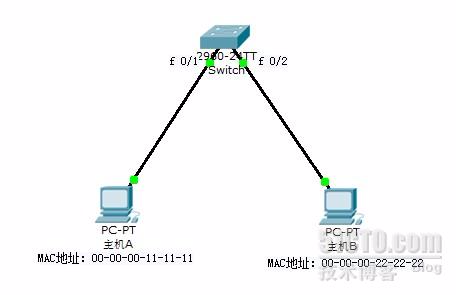 2960-24TT
f 0/1
f 0/2
Switch
PC-PT
主机A
MAC地址：00-00-00-11-11-11
PC-PT
主机B
MAC地址：00-00-00-22-22-22
51CTO.com
技术博客 Blog